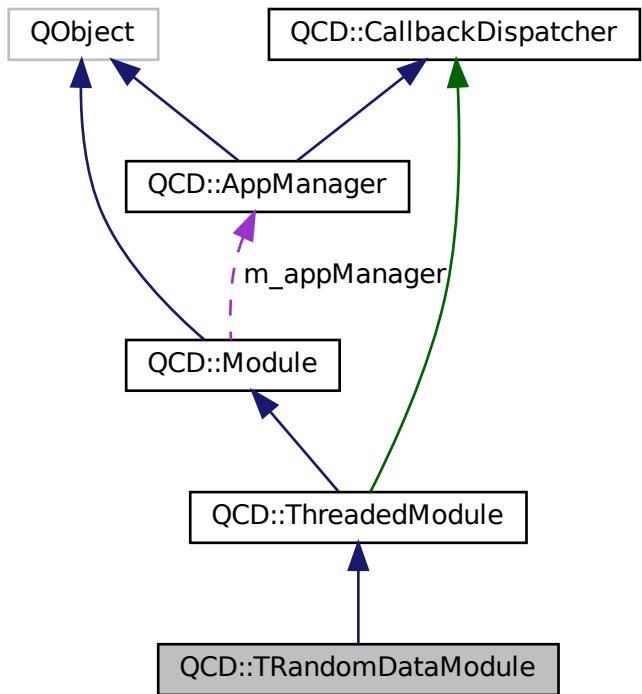 QObject
QCD::CallbackDispatcher
QCD::AppManager
m_appManager
QCD::Module
QCD::ThreadedModule
QCD::TRandomDataModule